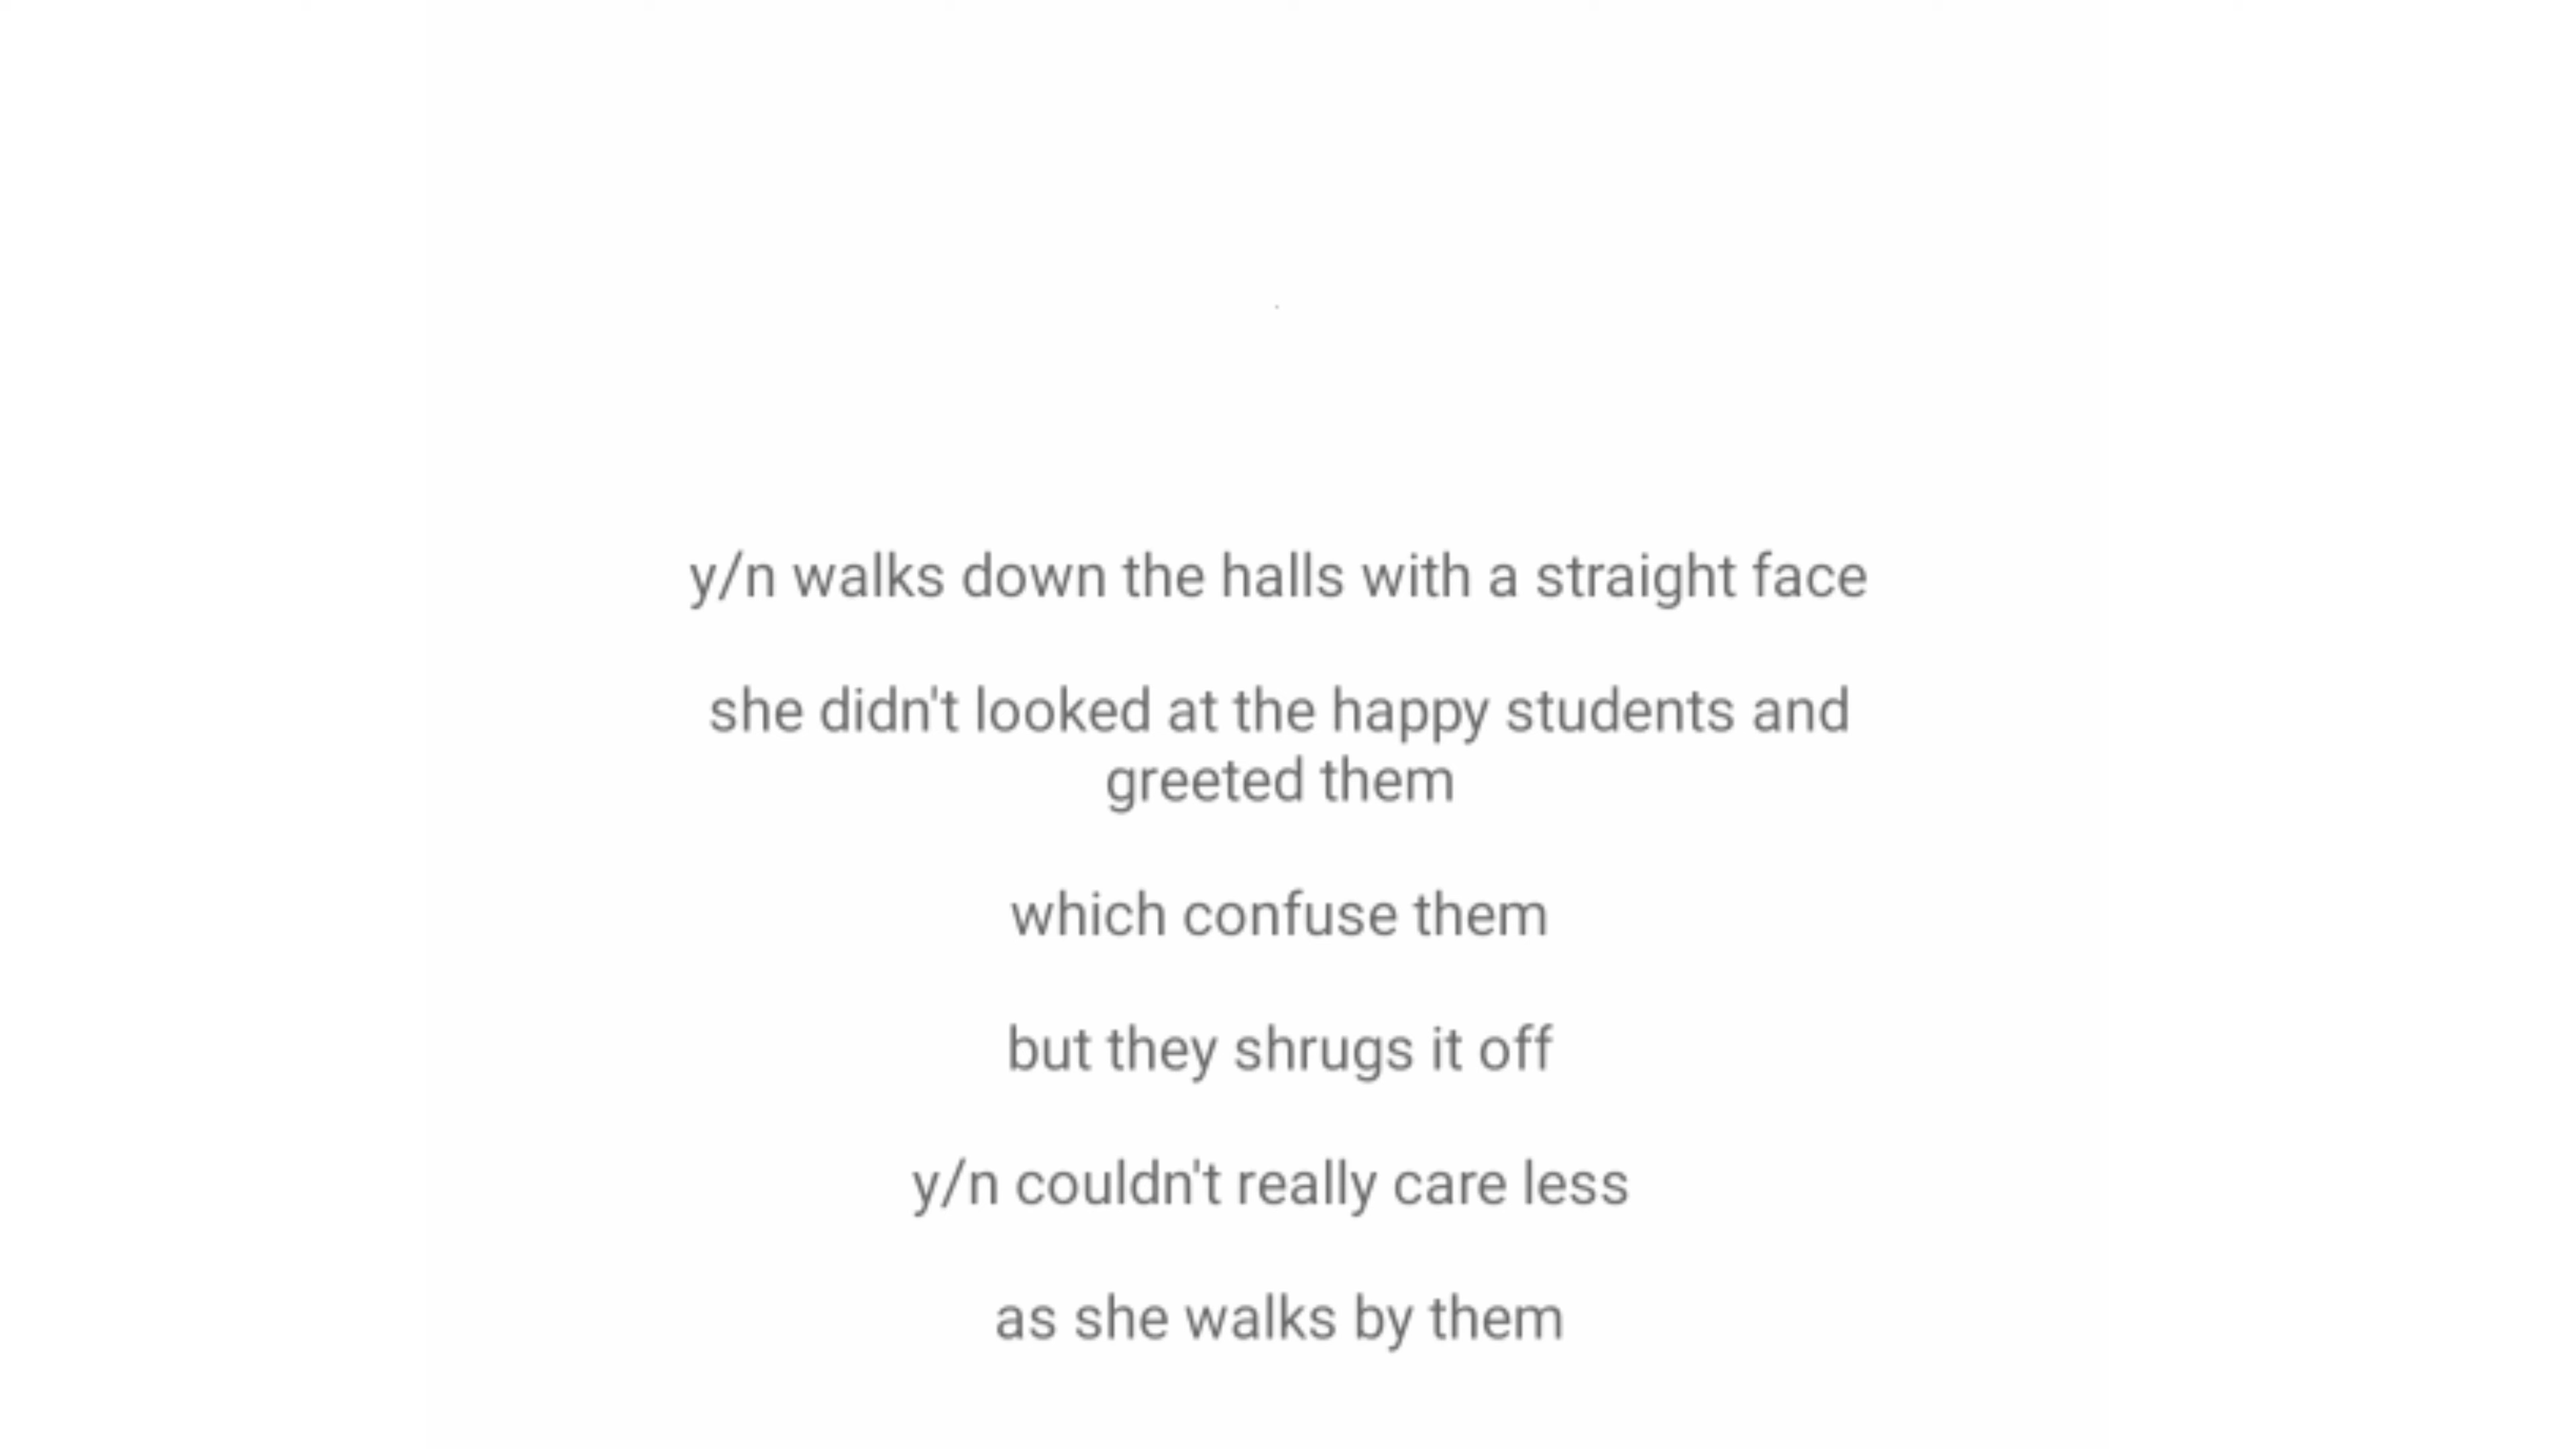 y/n walks down the halls with a straight face
she didn't looked at the happy students and
greeted them
which confuse them
but they shrugs it off
y/n couldn't really care less
as she walks by them